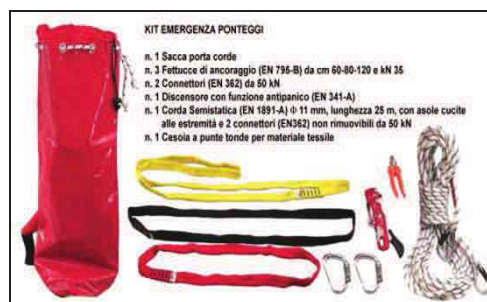 KIT EMERGENZA PONTEGGI
n. 1 Sacca porta corde
n. 3 Fettucce di ancoraggio (EN 795-B) da cm 60-80-120 e kN 35
n. 2 Connettori (EN 362) da 50 kN
n. 1 Discensore con funzione antipanico (EN 341-A)
n. 1 Corda Semistatica (EN 1891-A) Φ 11 mm, lunghezza 25 m, con asole cucite
alle estremità e 2 connettori (EN362) non rimuovibili da 50 kN
n. 1 Cesoia a punte tonde per materiale tessile